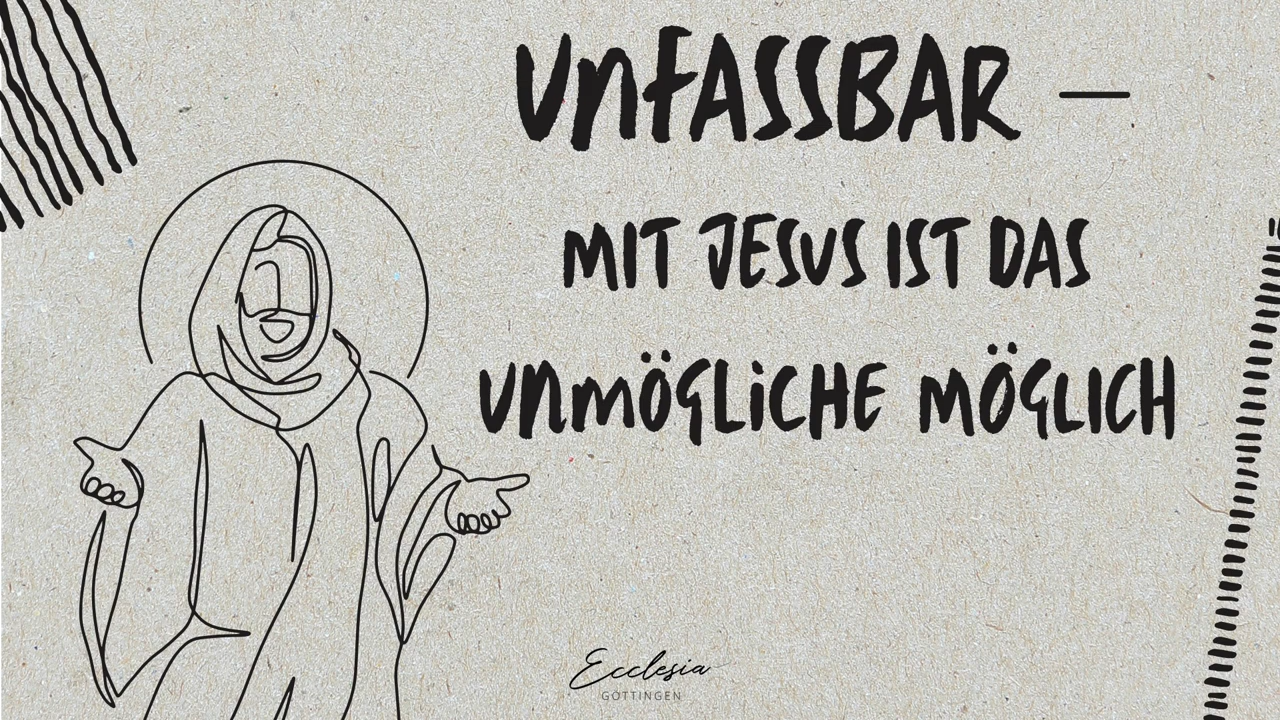 UNFASSBAR —
MIT JESUS IST DAS
UNMÖGLICHE MÖGLICH
Ecclesia
GÖTTINGEN